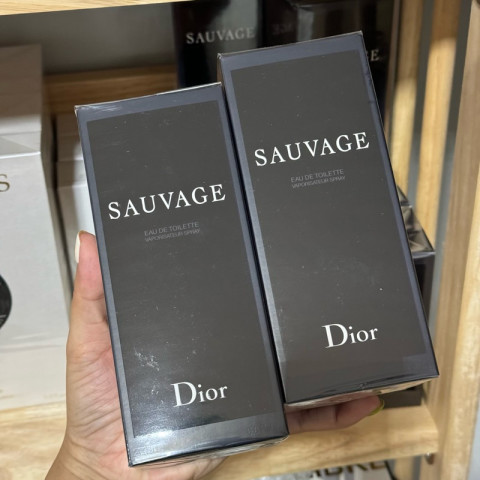 SAUVAGE
SAUVAGE
EAU DE TOILETTE
VAPORISATEUR SPRAY
Dior
SAUVAGE
EAU DE TOILETTE
VAPORISATEUR SPRAY
Dior